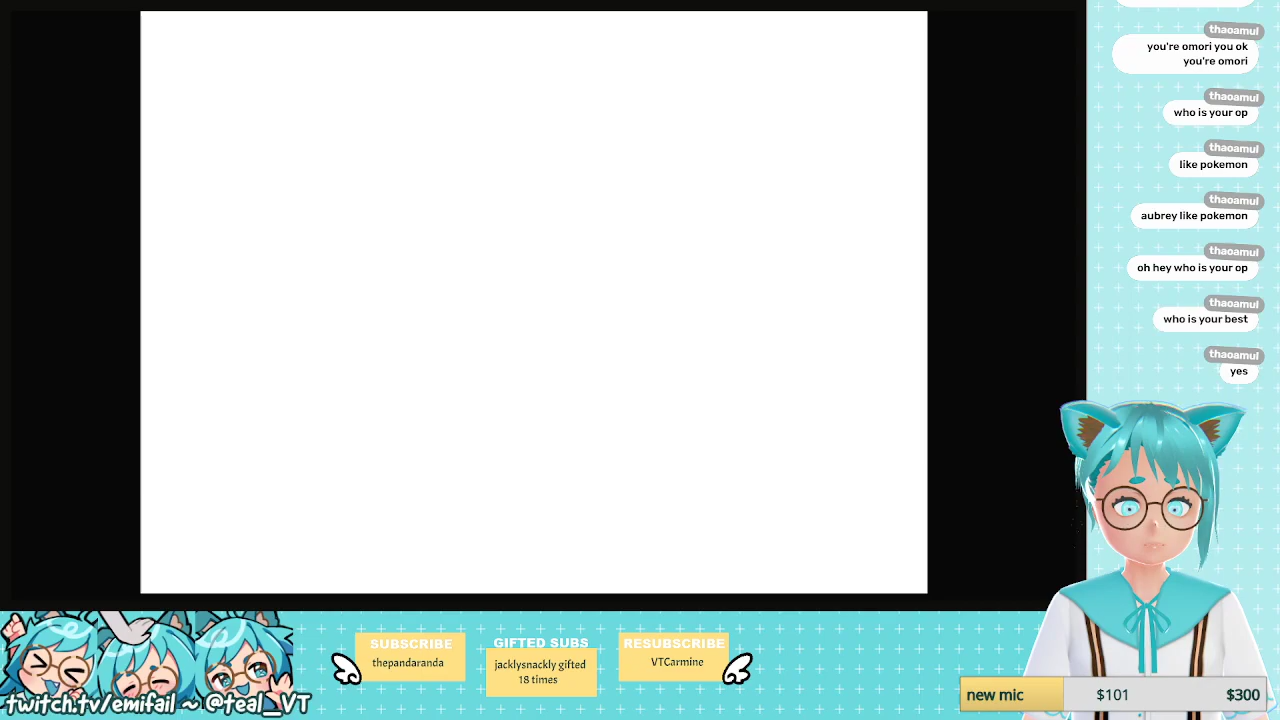 thaoamul
you're omori you ok
you're omori
thaoamul
who is your op
thaoamul
like pokemon
thaoamul
aubrey like pokemon
thaoamul
oh hey who is your op
thaoamul
who is your best
thaoamul
yes
SUBSCRIBE
thepandaranda
GIFTED SUBS
jacklysnackly gifted
18 times
RESUBSCRIBE
VTCarmine
twitch.tv/emifail ~ @teal_VT
new mic $101 $300